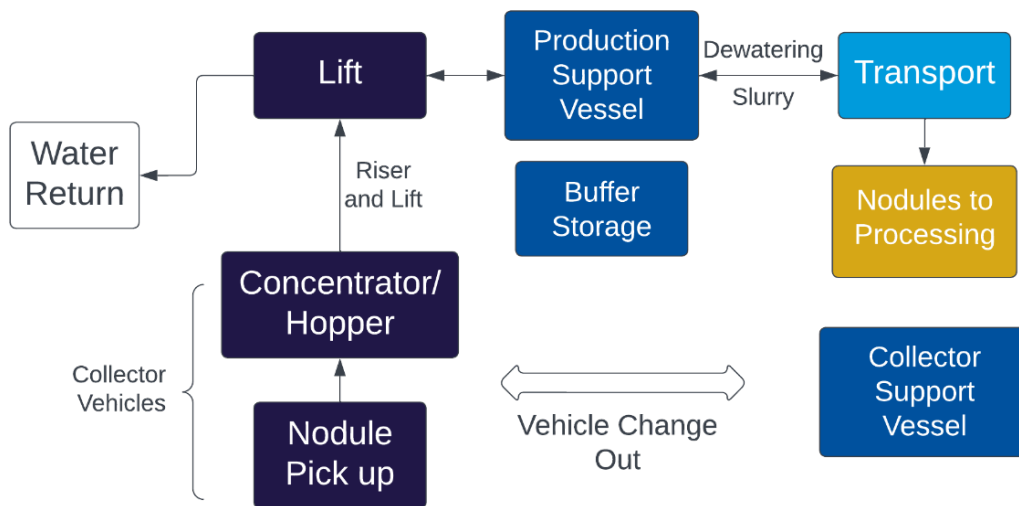 Lift
Production
Support
Vessel
Dewatering
Slurry
Transport
Water
Return
Riser
and Lift
Buffer
Storage
Nodules to
Processing
Concentrator/
Hopper
Collector
Vehicles
Nodule
Pick up
Vehicle Change
Out
Collector
Support
Vessel